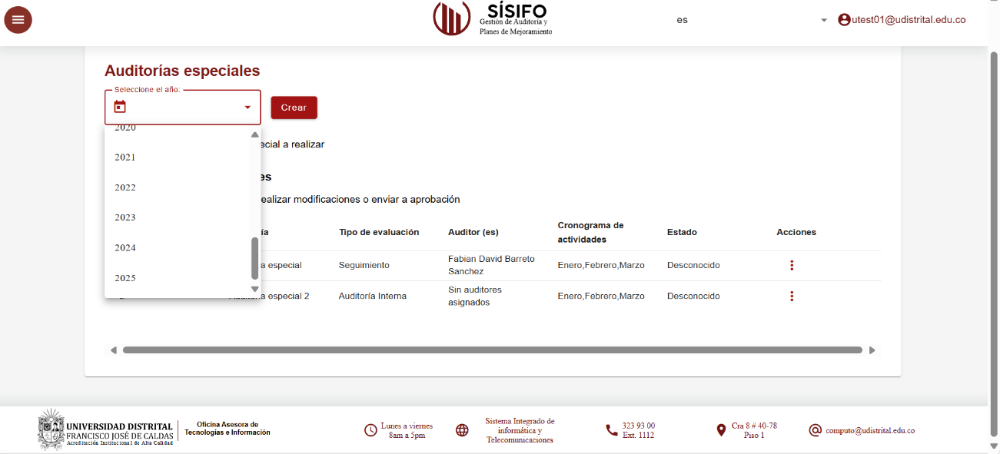 SÍSIFO
Gestión de Auditoría y
Planes de Mejoramiento
es
utest01@udistrital.edu.co
Auditorías especiales
Seleccione el año:
Crear
2020
2021
2022
2023
2024
2025
ecial a realizar
es
ealizar modificaciones o enviar a aprobación
ía
Tipo de evaluación
Auditor (es)
Cronograma de
actividades
Estado
Acciones
a especial
Seguimiento
Fabian David Barreto
Sanchez
Enero,Febrero,Marzo
Desconocido
Auditoría especial 2
Auditoría Interna
Sin auditores
asignados
Enero,Febrero,Marzo
Desconocido
UNIVERSIDAD DISTRITAL
FRANCISCO JOSÉ DE CALDAS
Acreditación Institucional de Alta Calidad
Oficina Asesora de
Tecnologías e Información
Lunes a viernes
8am a 5pm
Sistema Integrado de
informática y
Telecomunicaciones
323 93 00
Ext. 1112
Cra 8 # 40-78
Piso 1
computo@udistrital.edu.co